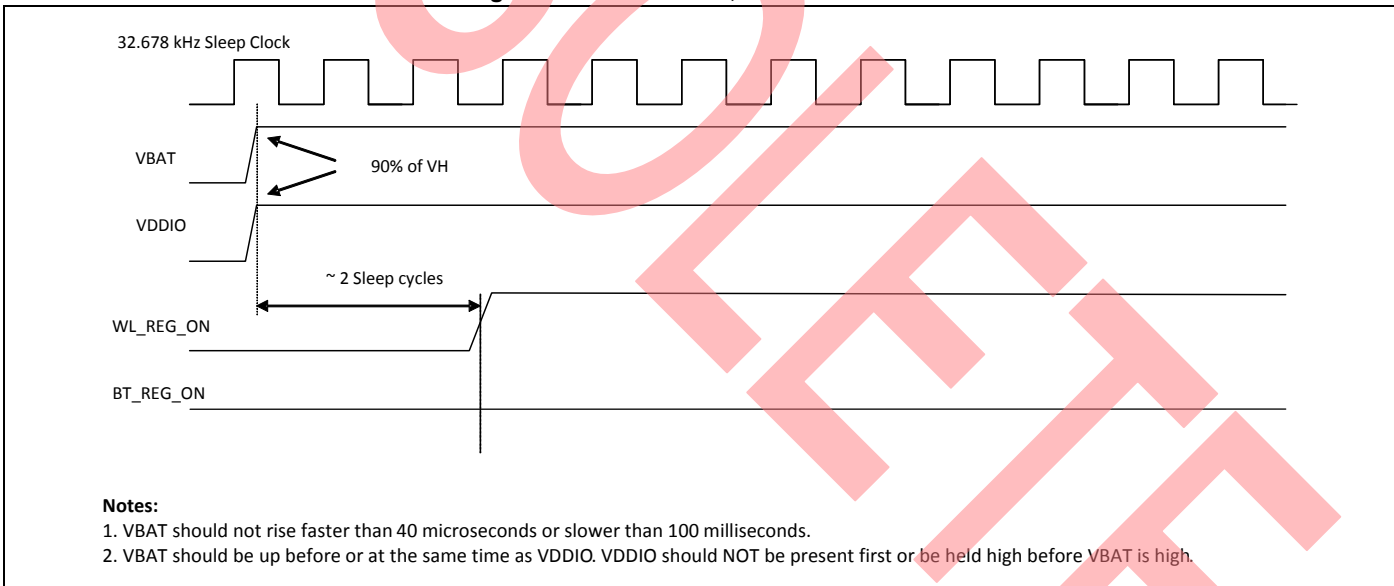 32.678 kHz Sleep Clock
VBAT
90% of VH
VDDIO
~ 2 Sleep cycles
WL_REG_ON
BT_REG_ON
Notes:
1. VBAT should not rise faster than 40 microseconds or slower than 100 milliseconds.
2. VBAT should be up before or at the same time as VDDIO. VDDIO should NOT be present first or be held high before VBAT is high.
OLETE